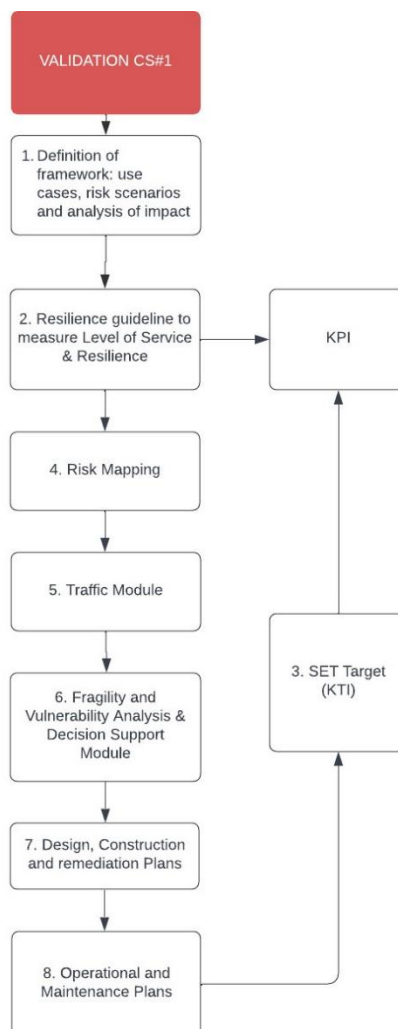 VALIDATION CS#1
1. Definition of
framework: use
cases, risk scenarios
and analysis of impact
2. Resilience guideline to
measure Level of Service
& Resilience
KPI
4. Risk Mapping
5. Traffic Module
3. SET Target
(KTI)
6. Fragility and
Vulnerability Analysis &
Decision Support
Module
7. Design, Construction
and remediation Plans
8. Operational and
Maintenance Plans